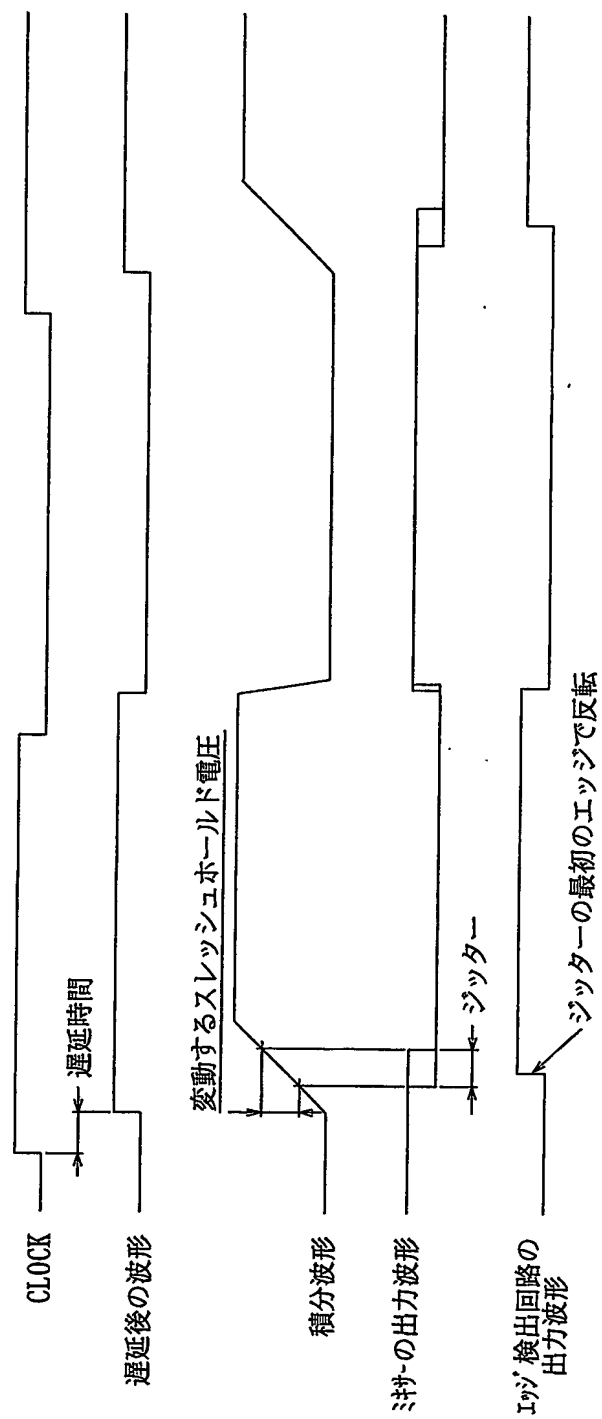 CLOCK
遅延時間
遅延後の波形
変動するスレッシュホールド電圧
積分波形
ミキサーの出力波形
ジッター
エッジ検出回路の
出力波形
ジッターの最初のエッジで反転